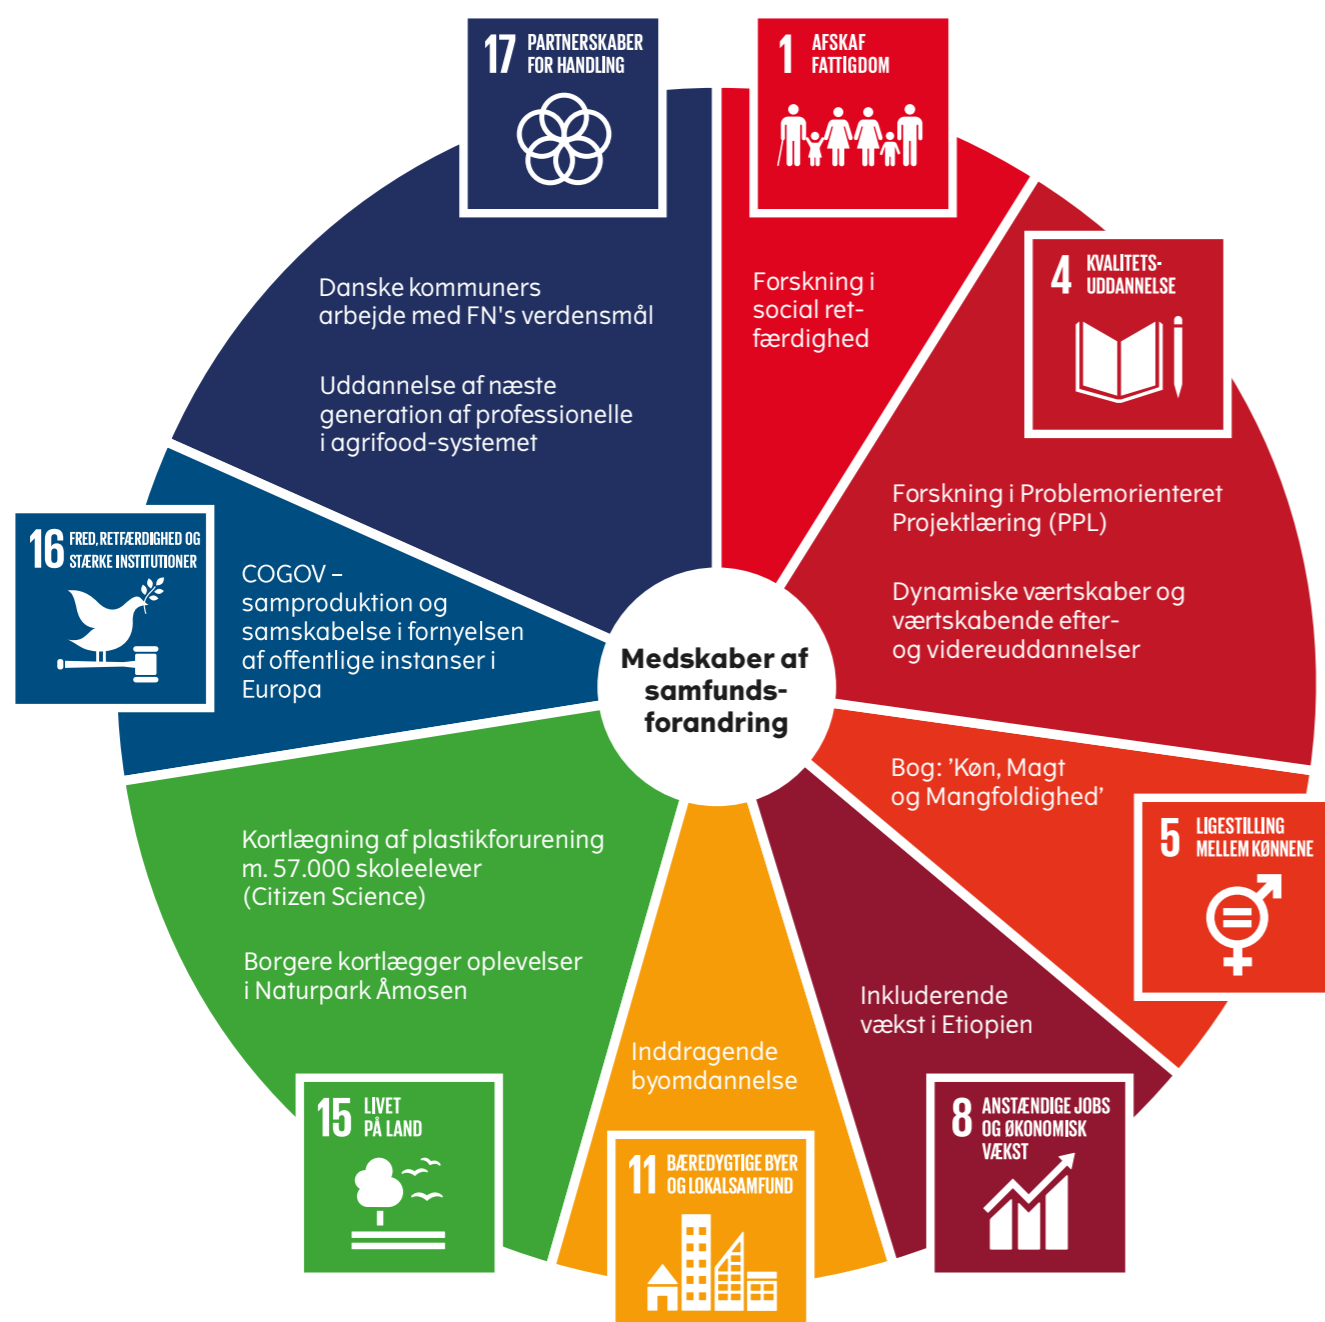 17 PARTNERSKABER
FOR HANDLING
1 AFSKAF
FATTIGDOM
4 KVALITETS-
UDDANNELSE
Danske kommuners
arbejde med FN's verdensmål
Uddannelse af næste
generation af professionelle
i agrifood-systemet
Forskning i
social ret-
færdighed
Forskning i Problemorienteret
Projektlæring (PPL)
Dynamiske værtskaber og
værtskabende efter-
og videreuddannelser
16 FRED, RETFÆRDIGHED OG
STÆRKE INSTITUTIONER
COGOV –
samproduktion og
samskabelse i fornyelsen
af offentlige instanser i
Europa
Medskaber af
samfunds-
forandring
Bog: ’Køn, Magt
og Mangfoldighed’
5 LIGESTILLING
MELLEM KØNNENE
Kortlægning af plastikforurening
m. 57.000 skoleelever
(Citizen Science)
Borgere kortlægger oplevelser
i Naturpark Åmosen
Inkluderende
vækst i Etiopien
Inddragende
byomdannelse
15 LIVET
PÅ LAND
11 BÆREDYGTIGE BYER
OG LOKALSAMFUND
8 ANSTÆNDIGE JOBS
OG ØKONOMISK
VÆKST